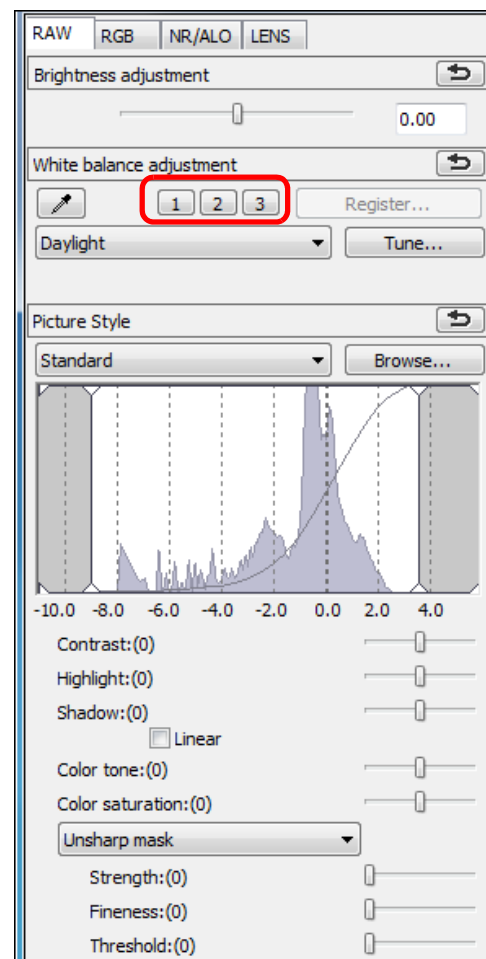 RAW RGB NR/ALO LENS
Brightness adjustment
0.00
White balance adjustment
1 2 3 Register...
Daylight Tune...
Picture Style
Standard Browse...
-10.0 -8.0 -6.0 -4.0 -2.0 0.0 2.0 4.0
Contrast:(0)
Highlight:(0)
Shadow:(0)
Linear
Color tone:(0)
Color saturation:(0)
Unsharp mask
Strength:(0)
Fineness:(0)
Threshold:(0)